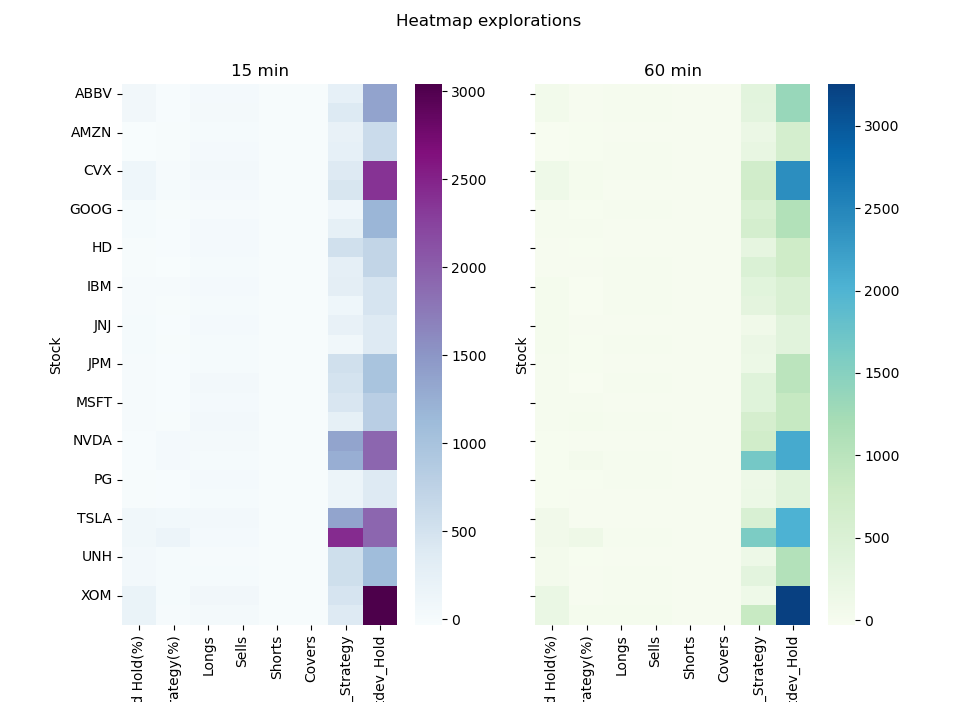 Heatmap explorations
15 min
60 min
Stock
ABBV
AMZN
CVX
GOOG
HD
IBM
JNJ
JPM
MSFT
NVDA
PG
TSLA
UNH
XOM
d Hold(%)
rategy(%)
Longs
Sells
Shorts
Covers
_Strategy
tdev_Hold
3000
2500
2000
1500
1000
500
0
Stock
d Hold(%)
rategy(%)
Longs
Sells
Shorts
Covers
_Strategy
tdev_Hold
3000
2500
2000
1500
1000
500
0